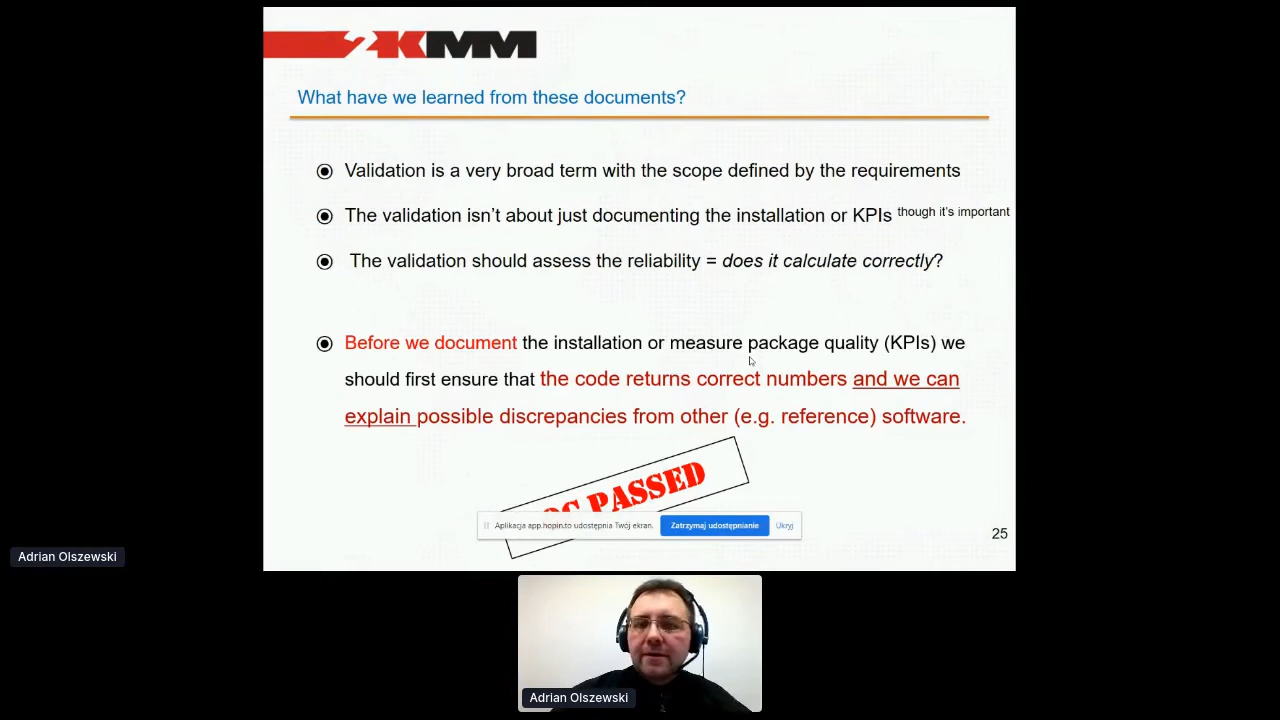 2KMM
What have we learned from these documents?
Validation is a very broad term with the scope defined by the requirements
The validation isn’t about just documenting the installation or KPIs though it’s important
The validation should assess the reliability = does it calculate correctly?
Before we document the installation or measure package quality (KPIs) we
should first ensure that the code returns correct numbers and we can
explain possible discrepancies from other (e.g. reference) software.
PASSED
Aplikacja app.hopin.to udostępnia Twój ekran. Zatrzymaj udostępnianie Ukryj
25
Adrian Olszewski
Adrian Olszewski